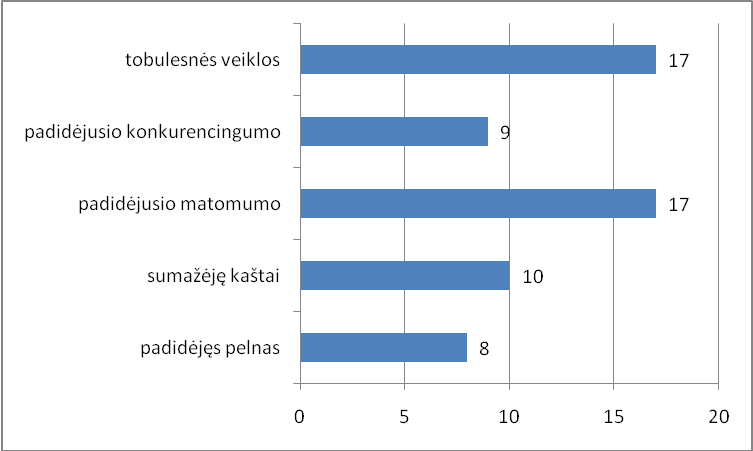 tobulesnės veiklos 17
padidėjusio konkurencingumo 9
padidėjusio matomumo 17
sumažėję kaštai 10
padidėjęs pelnas 8
0 5 10 15 20